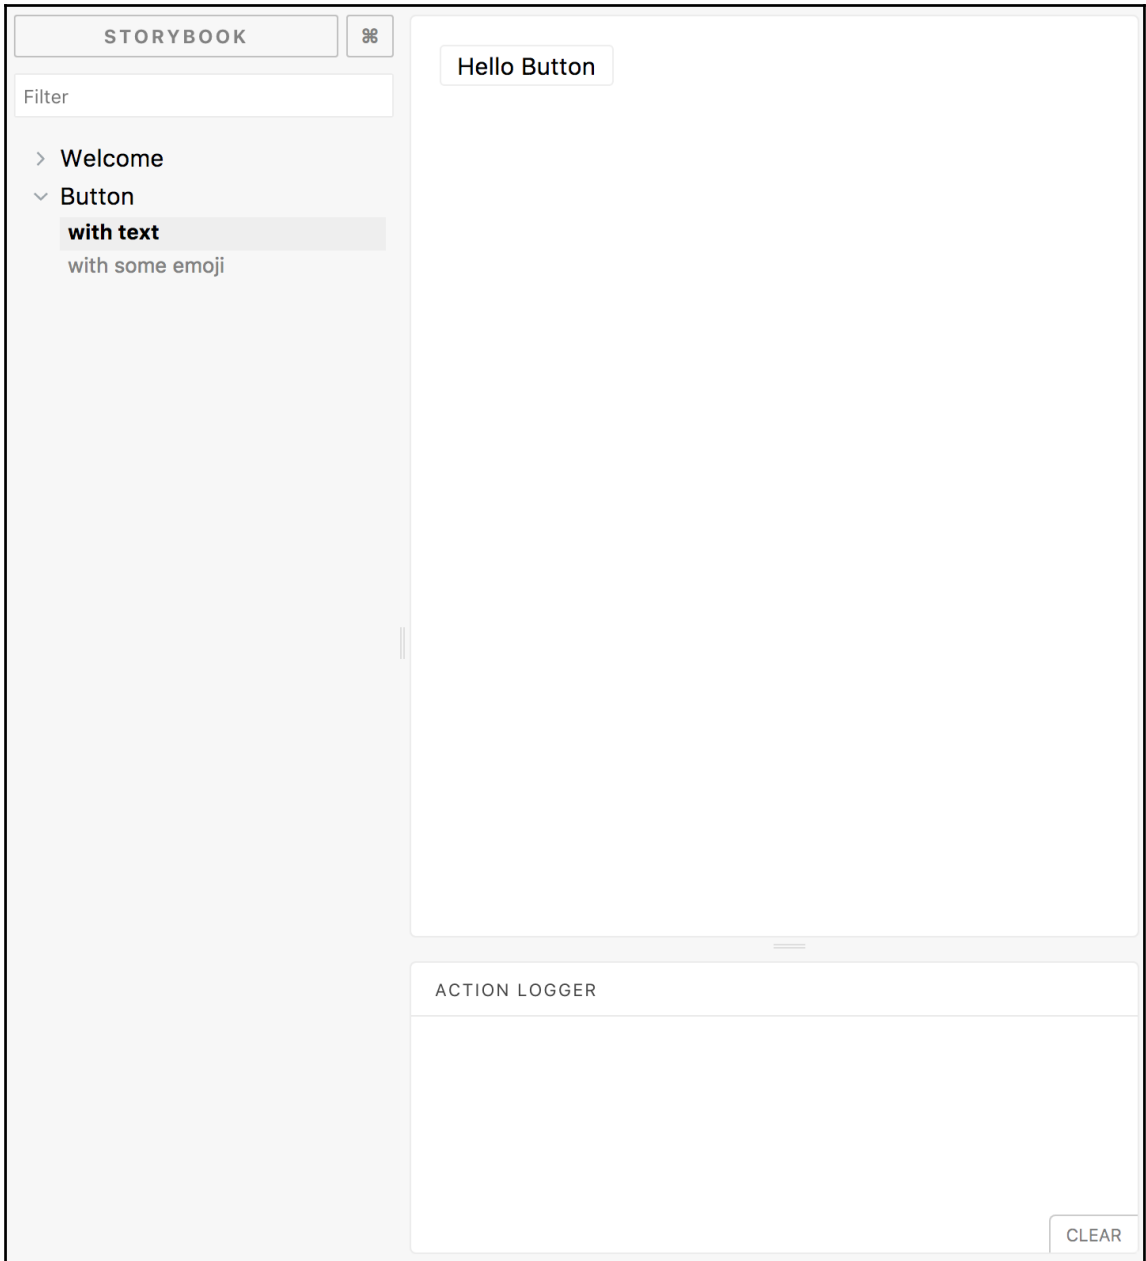 STORYBOOK ⌘
Filter
Welcome
Button
with text
with some emoji
Hello Button
ACTION LOGGER
CLEAR